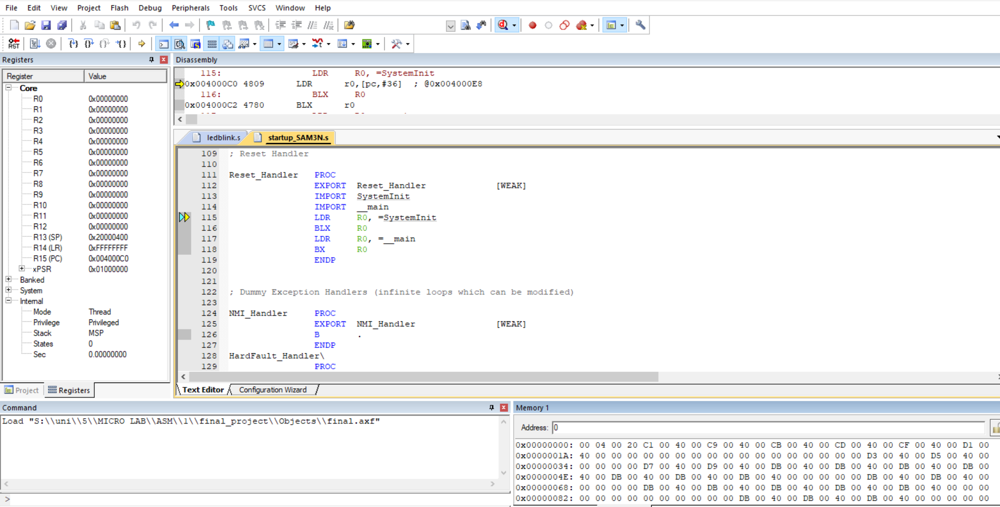 File Edit View Project Flash Debug Peripherals Tools SVCS Window Help
RST
Registers
Register Value
Core
R0 0x00000000
R1 0x00000000
R2 0x00000000
R3 0x00000000
R4 0x00000000
R5 0x00000000
R6 0x00000000
R7 0x00000000
R8 0x00000000
R9 0x00000000
R10 0x00000000
R11 0x00000000
R12 0x00000000
R13 (SP) 0x20000400
R14 (LR) 0xFFFFFFFF
R15 (PC) 0x004000C0
xPSR 0x01000000
Banked
System
Internal
Mode Thread
Privilege Privileged
Stack MSP
States 0
Sec 0.00000000
Project Registers
Disassembly
115: LDR R0, =SystemInit
0x004000C0 4809 LDR r0,[pc,#36] ; @0x004000E8
116: BLX R0
0x004000C2 4780 BLX r0
ledblink.s startup_SAM3N.s
109 ; Reset Handler
110
111 Reset_Handler PROC
112 EXPORT Reset_Handler [WEAK]
113 IMPORT SystemInit
114 IMPORT __main
115 LDR R0, =SystemInit
116 BLX R0
117 LDR R0, =__main
118 BX R0
119 ENDP
120
121
122 ; Dummy Exception Handlers (infinite loops which can be modified)
123
124 NMI_Handler PROC
125 EXPORT NMI_Handler [WEAK]
126 B .
127 ENDP
128 HardFault_Handler\
129 PROC
Text Editor Configuration Wizard
Command
Load "S:\\uni\\5\\MICRO LAB\\ASM\\1\\final_project\\Objects\\final.axf"
>
Memory 1
Address: 0
0x00000000: 00 04 00 20 C1 00 40 00 C9 00 40 00 CB 00 40 00 CD 00 40 00 CF 00 40 00 D1 00
0x0000001A: 40 00 00 00 00 00 00 00 00 00 00 00 00 00 00 00 00 00 D3 00 40 00 D5 00 40 00
0x00000034: 00 00 00 00 D7 00 40 00 D9 00 40 00 DB 00 40 00 DB 00 40 00 DB 00 40 00 DB 00
0x0000004E: 40 00 DB 00 40 00 DB 00 40 00 DB 00 40 00 00 00 00 00 DB 00 40 00 DB 00 40 00
0x00000068: 00 00 00 00 DB 00 40 00 DB 00 40 00 DB 00 40 00 DB 00 40 00 DB 00 40 00 00 00
0x00000082: 00 00 00 00 00 00 00 00 00 00 DB 00 40 00 DB 00 40 00 DB 00 40 00 00 00 00 00